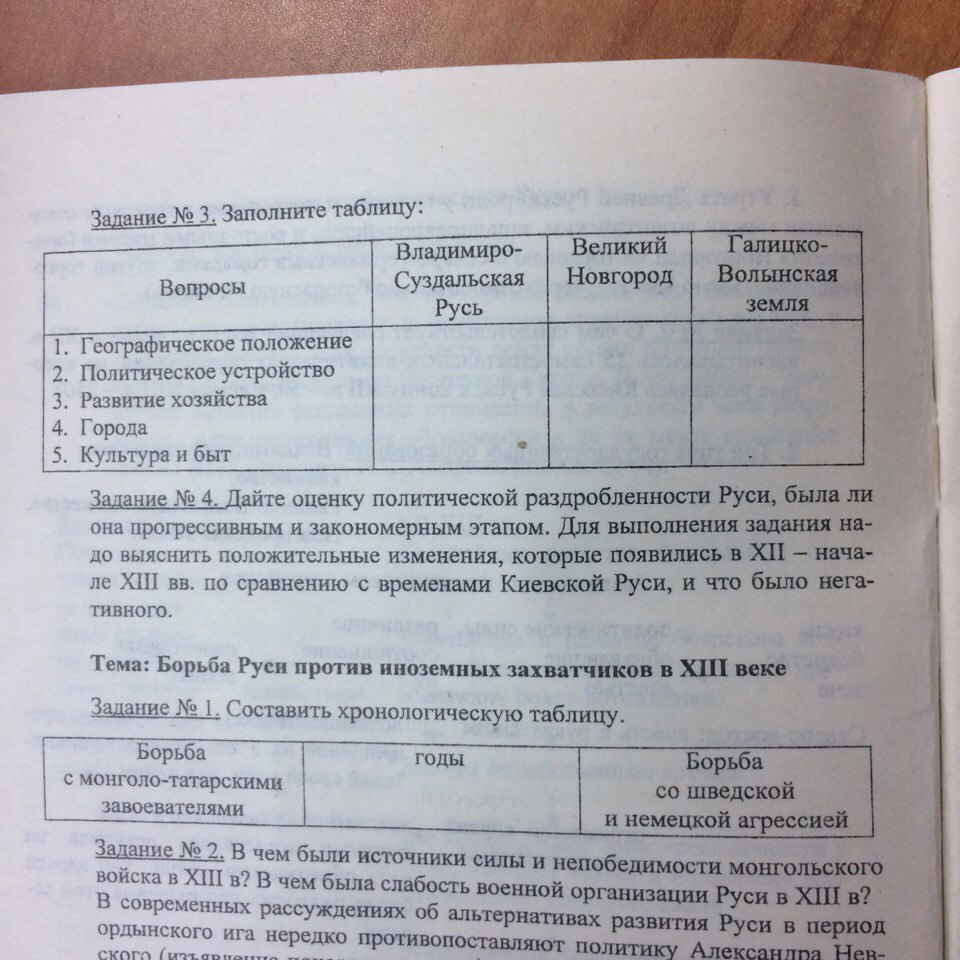 Задание № 3. Заполните таблицу:
Вопросы
Владимиро-
Суздальская
Русь
Великий
Новгород
Галицко-
Волынская
земля
1. Географическое положение
2. Политическое устройство
3. Развитие хозяйства
4. Города
5. Культура и быт
Задание № 4. Дайте оценку политической раздробленности Руси, была ли
она прогрессивным и закономерным этапом. Для выполнения задания на-
до выяснить положительные изменения, которые появились в XII – нача-
ле XIII вв. по сравнению с временами Киевской Руси, и что было нега-
тивного.
Тема: Борьба Руси против иноземных захватчиков в XIII веке
Задание № 1. Составить хронологическую таблицу.
Борьба
с монголо-татарскими
завоевателями
годы
Борьба
со шведской
и немецкой агрессией
Задание № 2. В чем были источники силы и непобедимости монгольского
войска в XIII в? В чем была слабость военной организации Руси в XIII в?
В современных рассуждениях об альтернативах развития Руси в период
ордынского ига нередко противопоставляют политику Александра Нев-
ского (изъявление